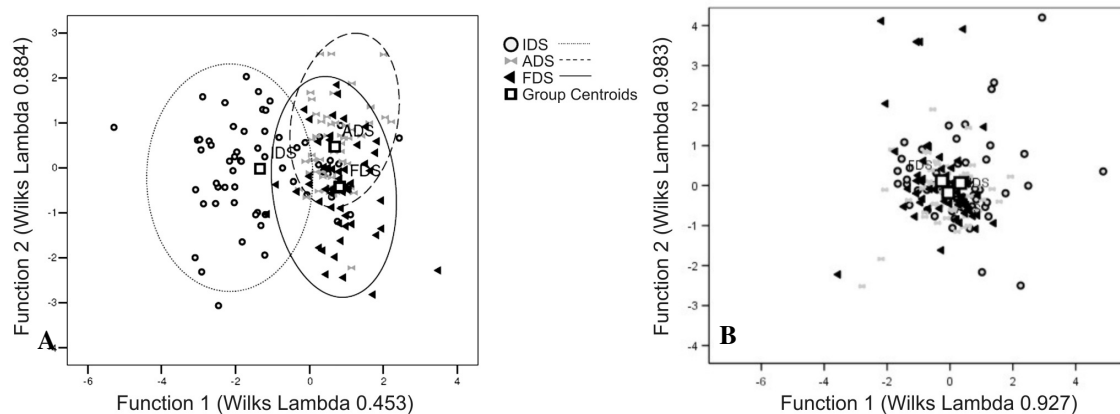 3
2
1
0
-1
-2
-3
-4
Function 2 (Wilks Lambda 0.884)
A
IDS
ADS
FDS
-6
-4
-2
0
2
4
Function 1 (Wilks Lambda 0.453)
IDS
ADS
FDS
Group Centroids
4
3
2
1
0
-1
-2
-3
-4
Function 2 (Wilks Lambda 0.983)
B
FDS
-6
-4
-2
0
2
4
Function 1 (Wilks Lambda 0.927)